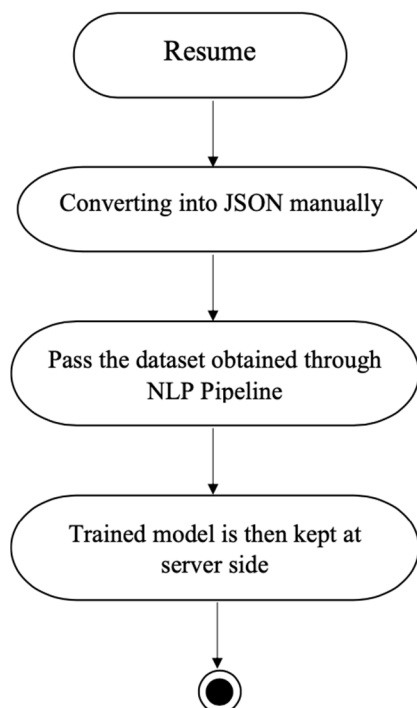 Resume
Converting into JSON manually
Pass the dataset obtained through
NLP Pipeline
Trained model is then kept at
server side